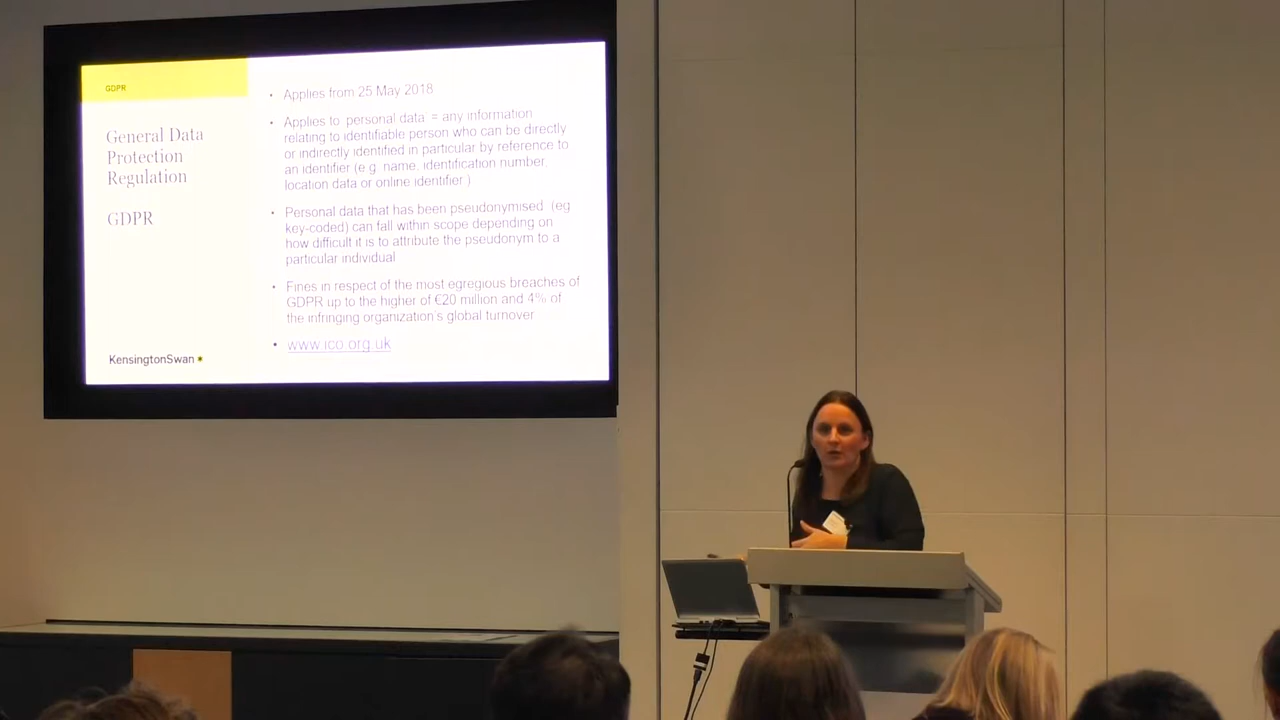 GDPR
General Data
Protection
Regulation
GDPR
KensingtonSwan
• Applies from 25 May 2018
• Applies to 'personal data' = any information
relating to identifiable person who can be directly
or indirectly identified in particular by reference to
an identifier (e.g. name, identification number,
location data or online identifier.)
• Personal data that has been pseudonymised (eg
key-coded) can fall within scope depending on
how difficult it is to attribute the pseudonym to a
particular individual
• Fines in respect of the most egregious breaches of
GDPR up to the higher of €20 million and 4% of
the infringing organization's global turnover
• www.ico.org.uk